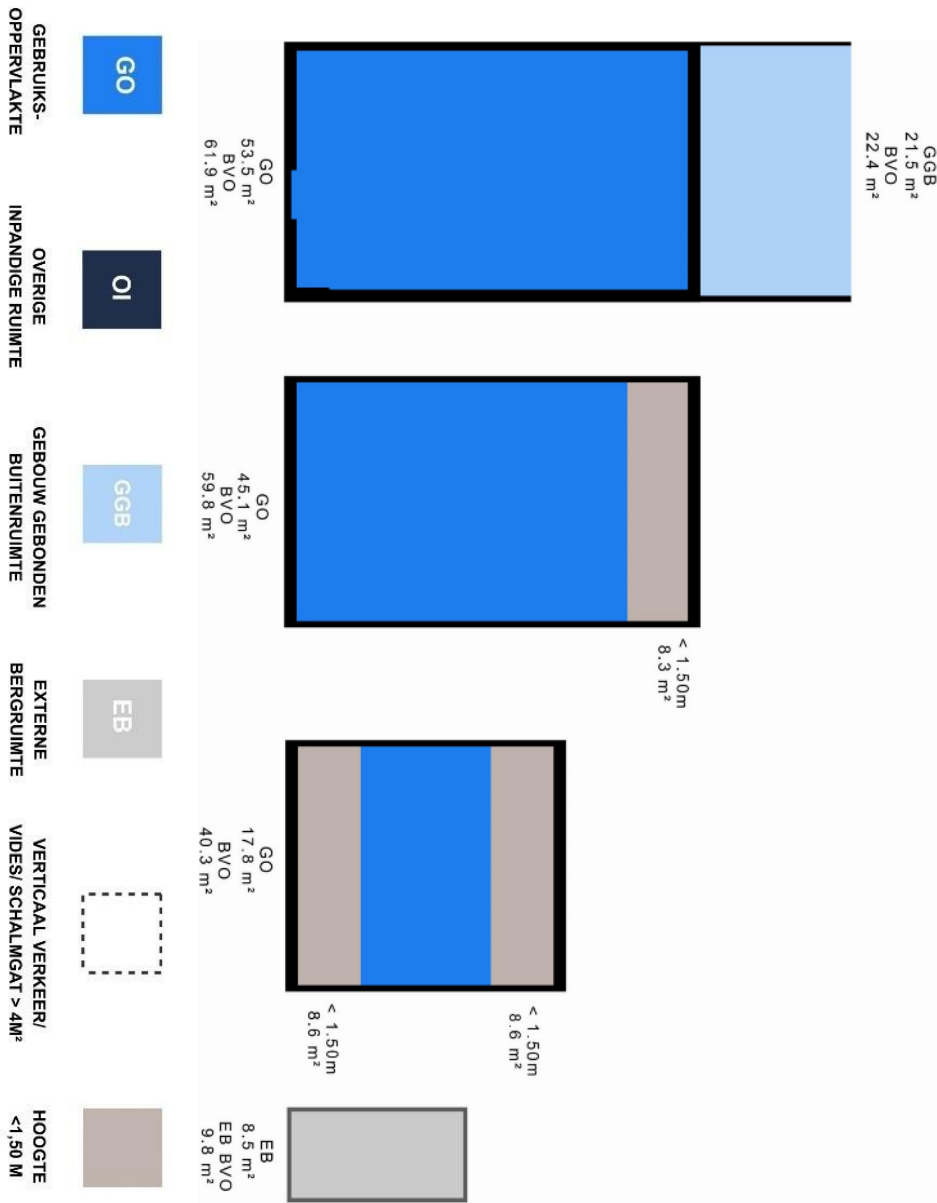 GGB
21.5 m²
BVO
22.4 m²
GO
53.5 m²
BVO
61.9 m²
< 1.50m
8.3 m²
GO
45.1 m²
BVO
59.8 m²
< 1.50m
8.6 m²
< 1.50m
8.6 m²
GO
17.8 m²
BVO
40.3 m²
EB
8.5 m²
EB BVO
9.8 m²
GO
GEBRUIKS-
OPPERVLAKTE
OI
OVERIGE
INPANDIGE RUIMTE
GGB
GEBOUW GEBONDEN
BUITENRUIMTE
EB
EXTERNE
BERGRUIMTE
VERTICAAL VERKEER/
VIDES/ SCHALMGAT > 4M²
HOOGTE
<1,50 M